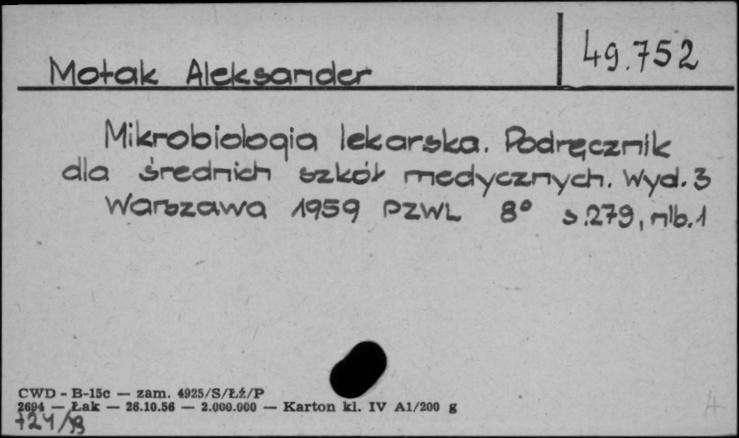 49.752
Motak Aleksander
Mikrobiologia lekarska. Podręcznik
dla średnich szkół medycznych. Wyd. 3
Warszawa 1959 PZWL 8° s.279, nlb.1
CWD - B-15c — zam. 4925/S/Łź/P
2694 — Łak — 26.10.56 — 2.000.000 — Karton kl. IV A1/200 g